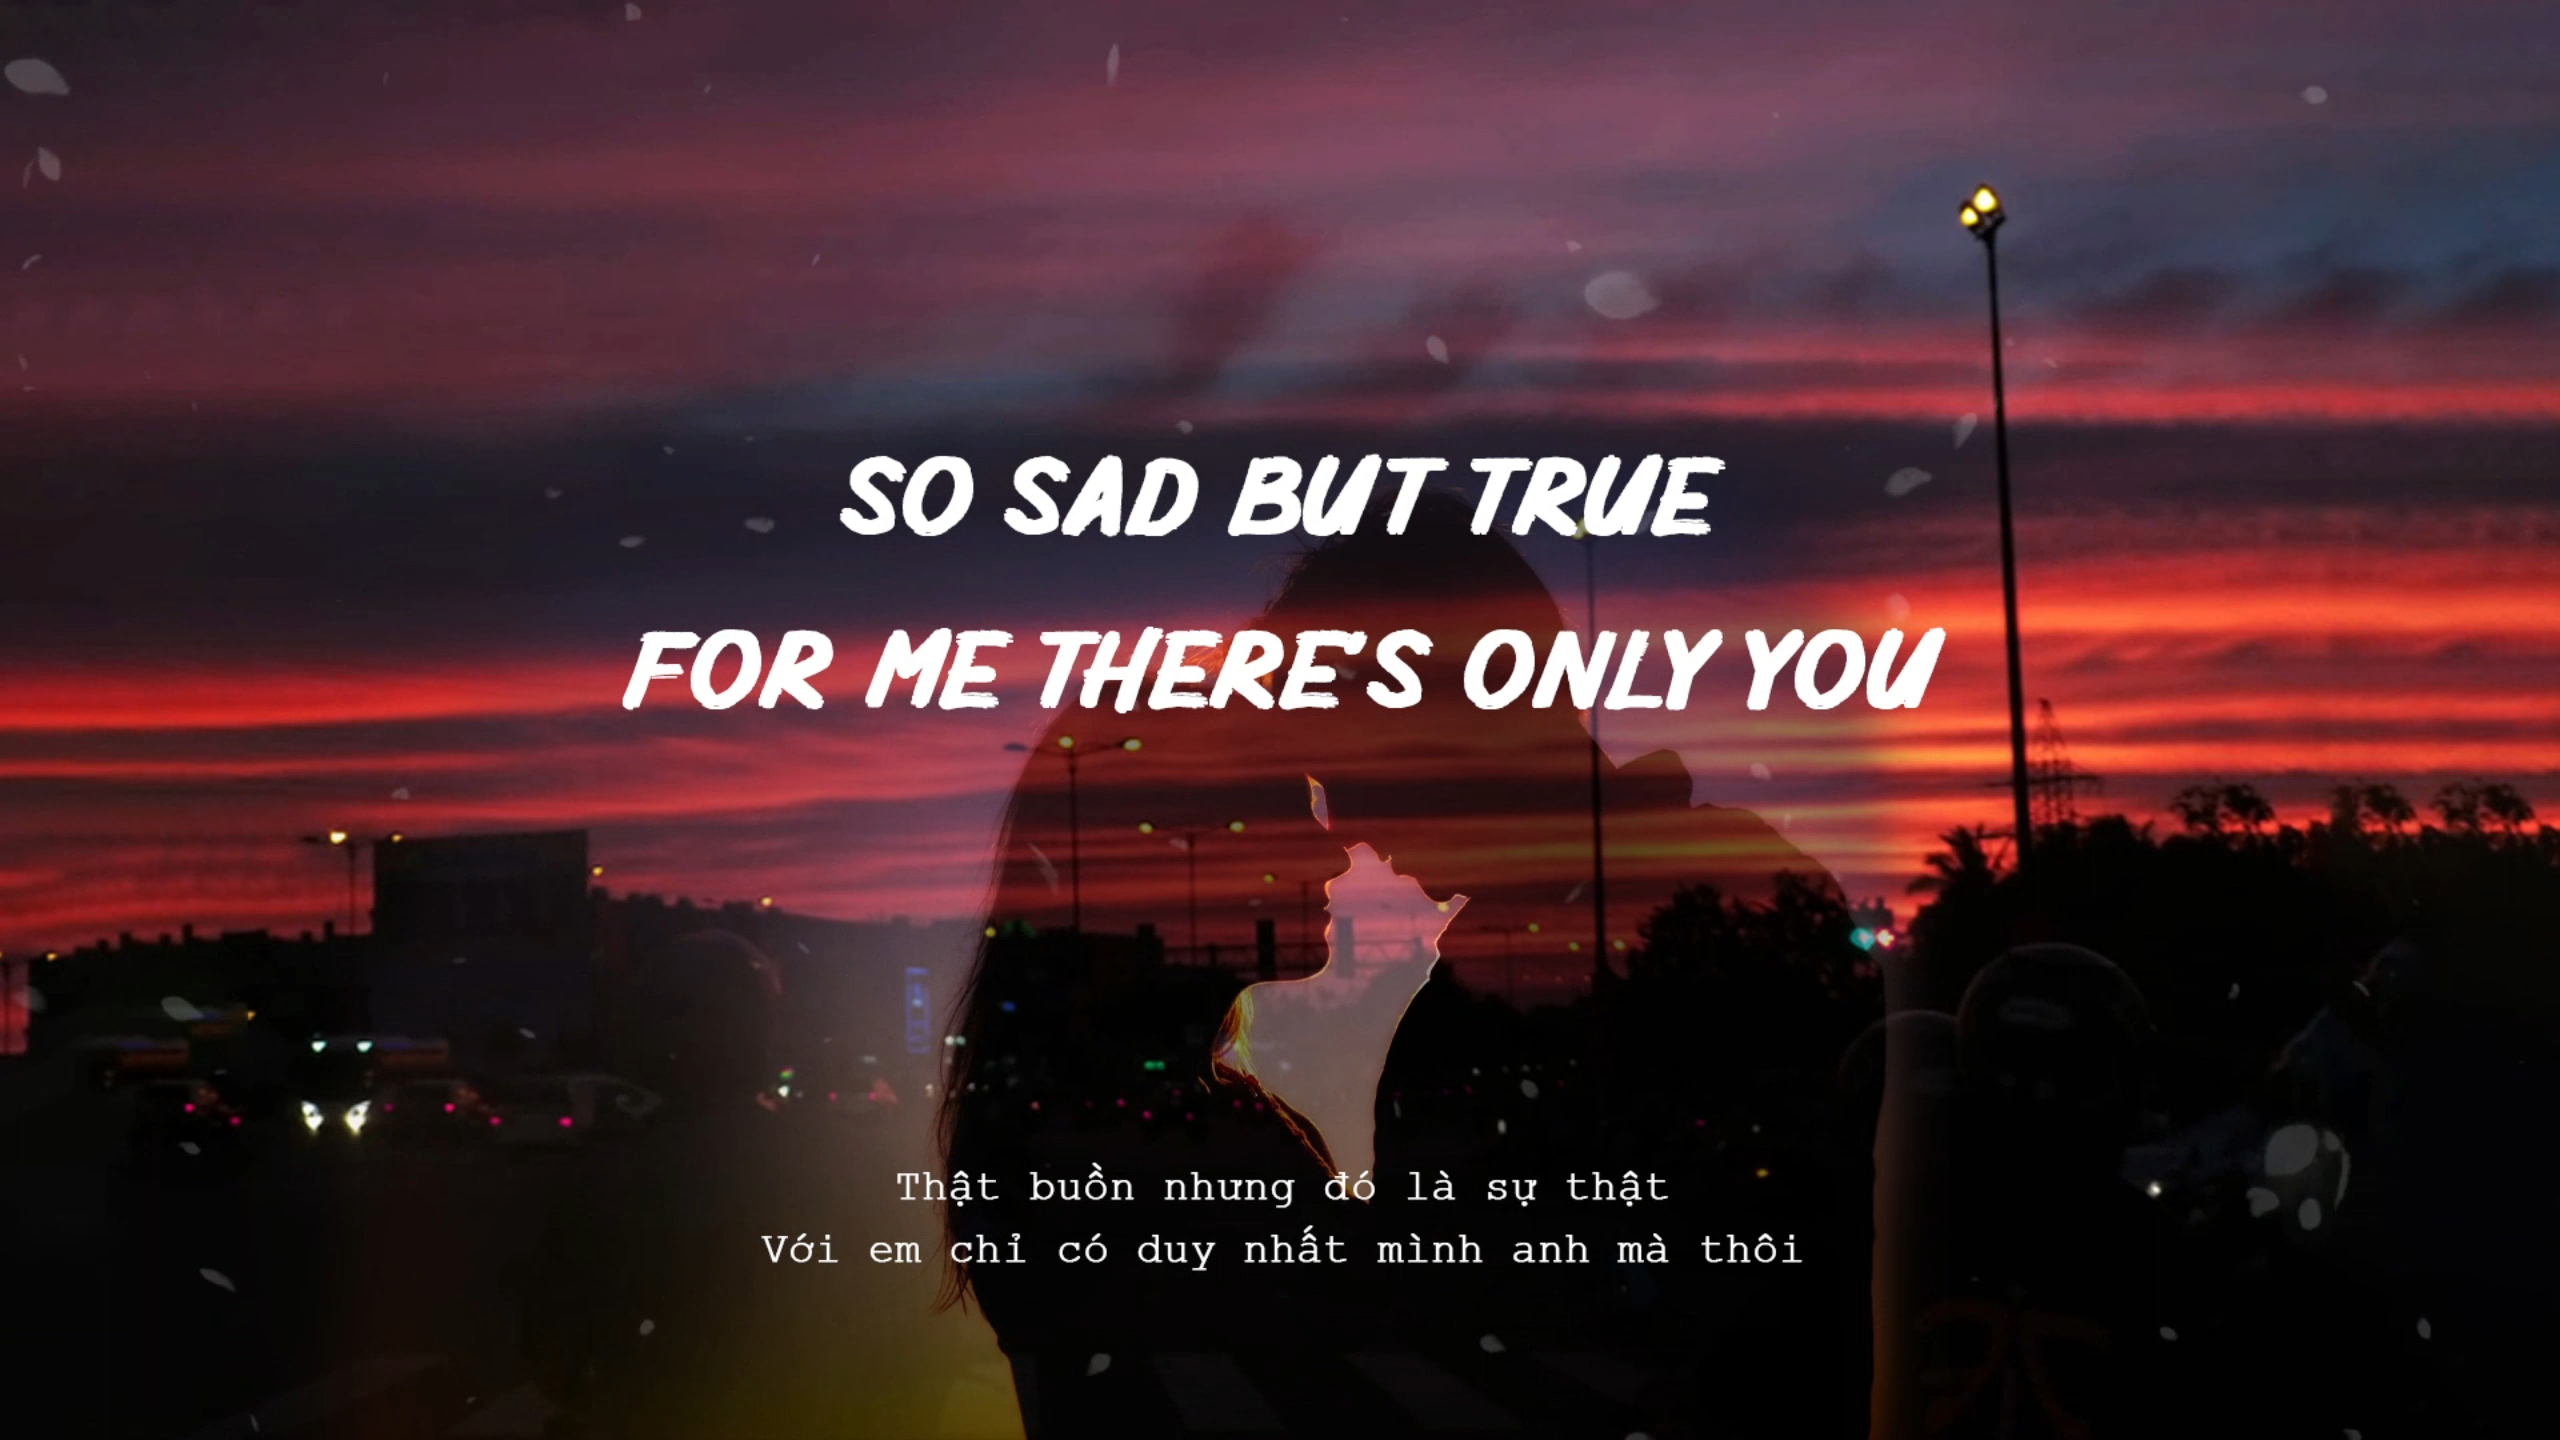 SO SAD BUT TRUE
FOR ME THERE'S ONLY YOU
Thật buồn nhưng đó là sự thật
Với em chỉ có duy nhất mình anh mà thôi